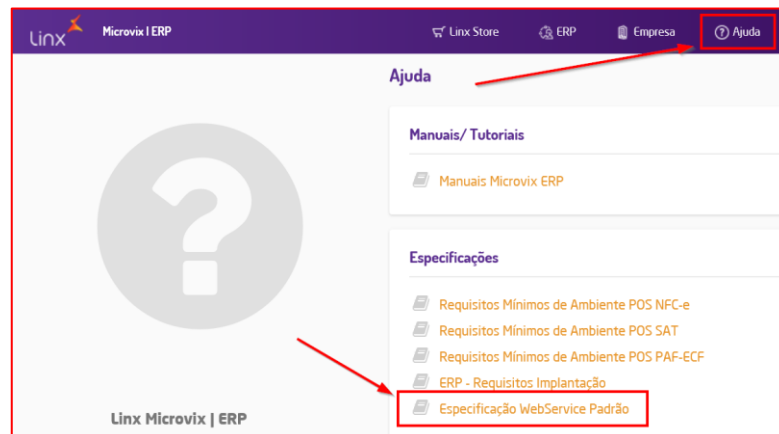 Linx Microvix | ERP Linx Store ERP Empresa Ajuda
Ajuda
Manuais/ Tutoriais
Manuais Microvix ERP
Especificações
Requisitos Mínimos de Ambiente POS NFC-e
Requisitos Mínimos de Ambiente POS SAT
Requisitos Mínimos de Ambiente POS PAF-ECF
ERP - Requisitos Implantação
Especificação WebService Padrão
Linx Microvix | ERP